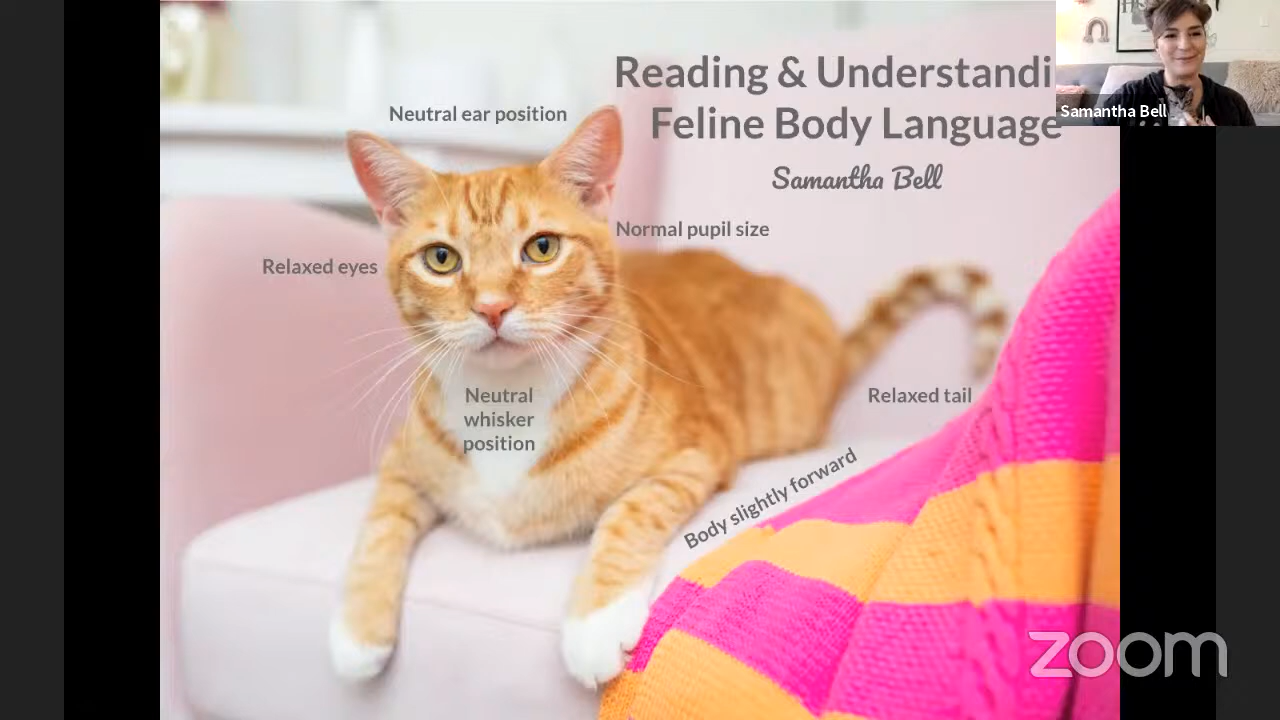 Reading & Understandi
Feline Body Language
Samantha Bell
Samantha Bell
Neutral ear position
Normal pupil size
Relaxed eyes
Neutral
whisker
position
Relaxed tail
Body slightly forward
zoom